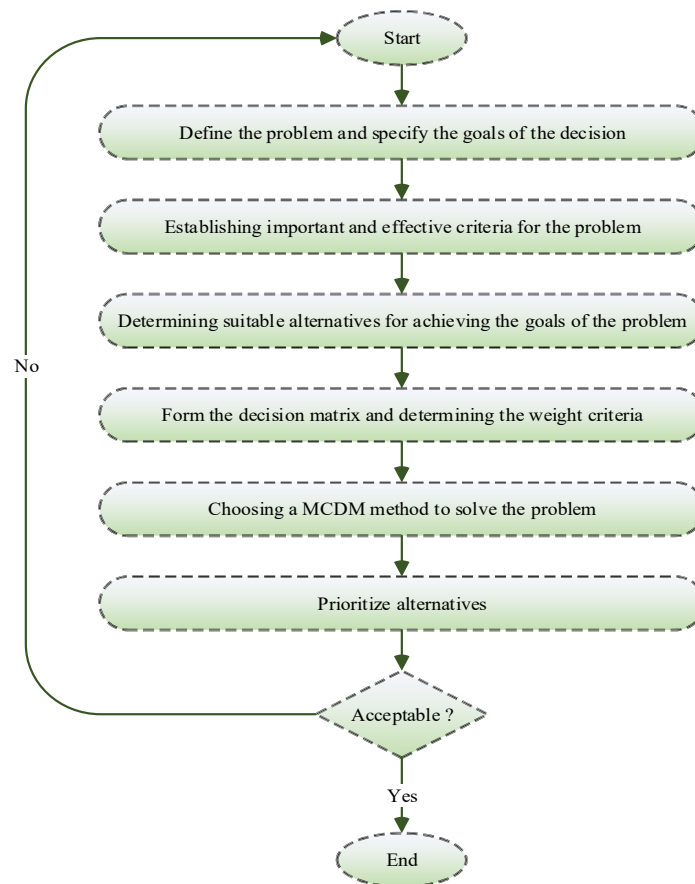 Start
Define the problem and specify the goals of the decision
Establishing important and effective criteria for the problem
Determining suitable alternatives for achieving the goals of the problem
No
Form the decision matrix and determining the weight criteria
Choosing a MCDM method to solve the problem
Prioritize alternatives
Acceptable ?
Yes
End